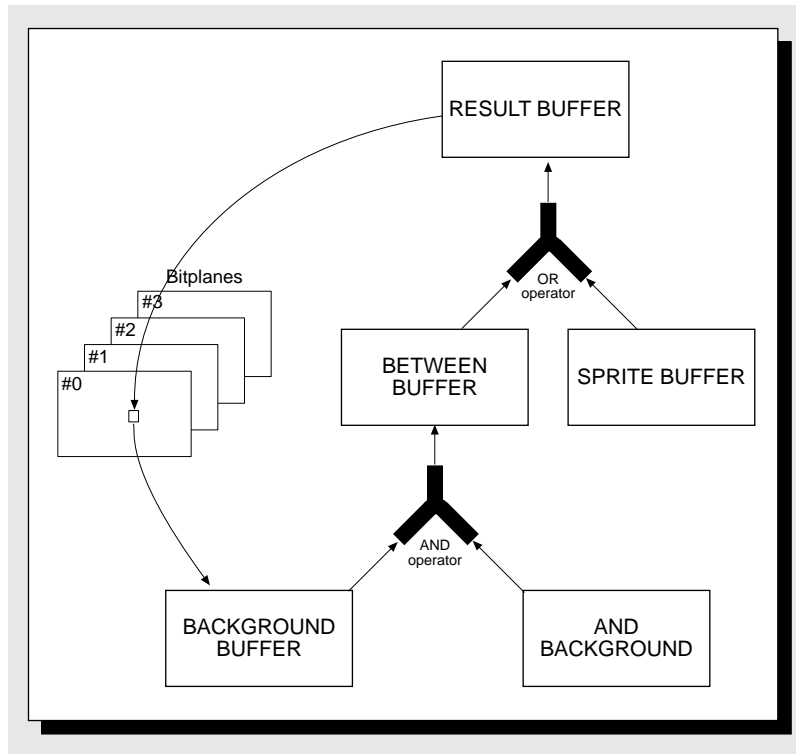 RESULT BUFFER
OR
operator
Bitplanes
#3
#2
#1
#0
BETWEEN
BUFFER
SPRITE BUFFER
AND
operator
BACKGROUND
BUFFER
AND
BACKGROUND